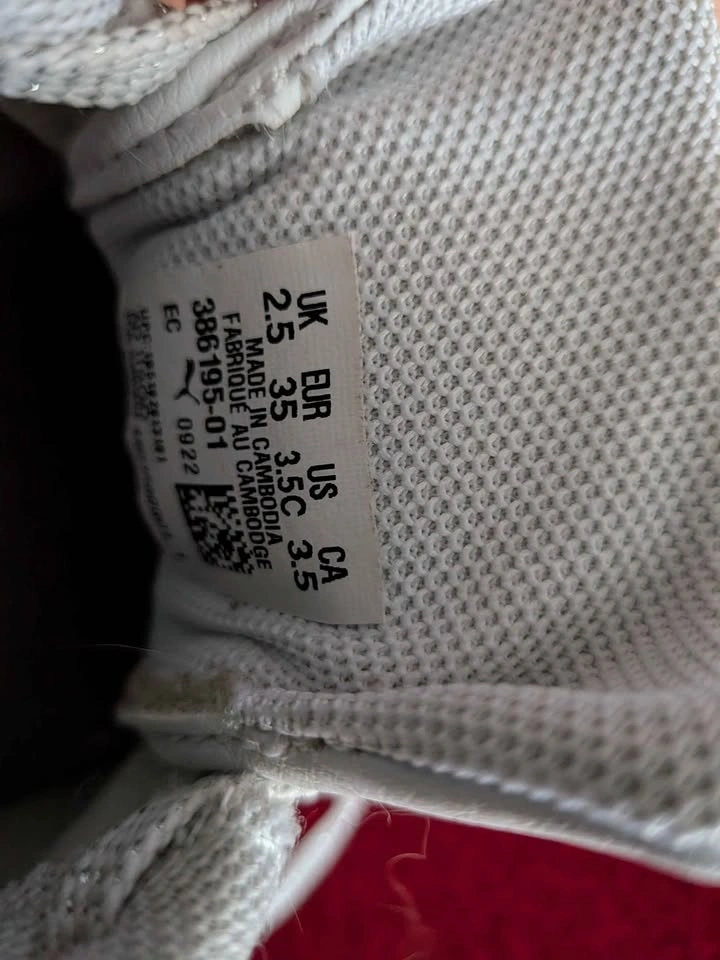 UK EUR US CA
2.5 35 3.5C 3.5
MADE IN CAMBODIA
FABRIQUÉ AU CAMBODGE
386195-01
EC 0922